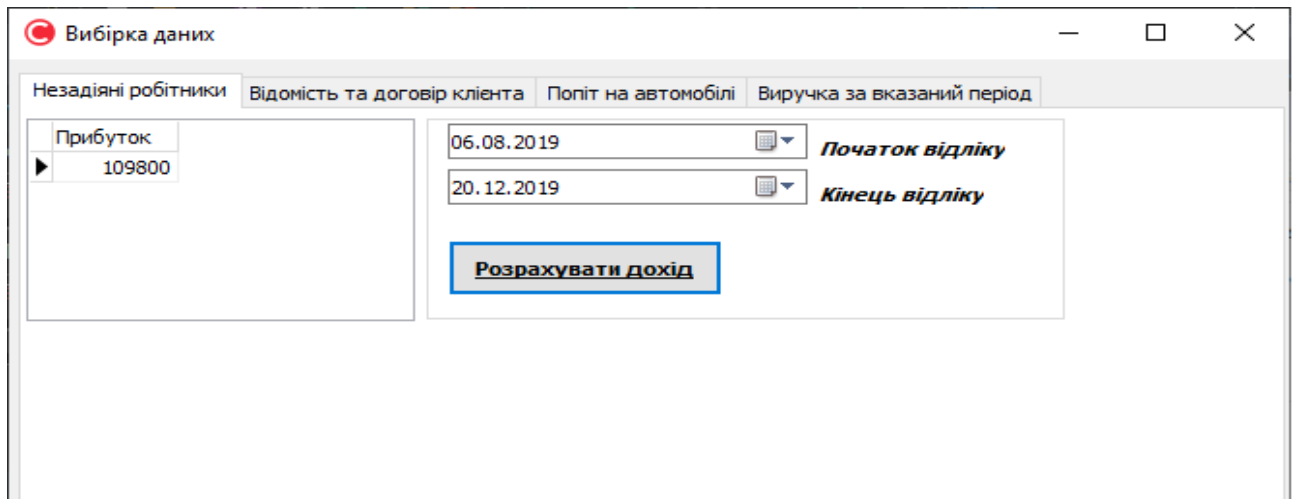 Вибірка даних
Незадіяні робітники Відомість та договір клієнта Попит на автомобілі Виручка за вказаний період
Прибуток
109800
06.08.2019 Початок відліку
20.12.2019 Кінець відліку
Розрахувати дохід